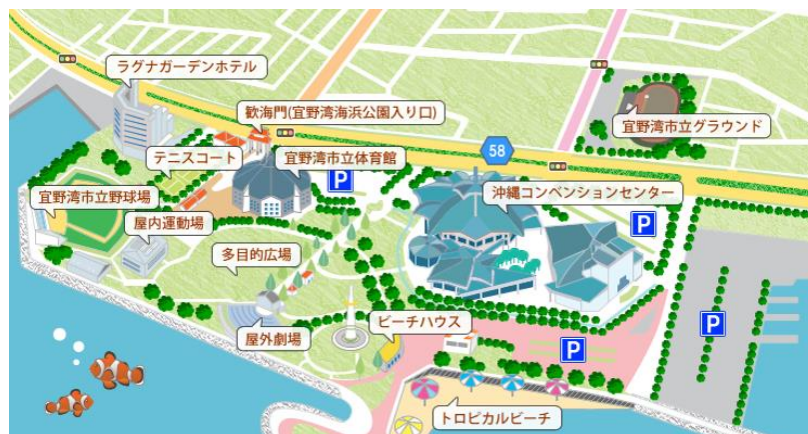 ラグナガーデンホテル
歓海門(宜野湾海浜公園入り口)
宜野湾市立グラウンド
テニスコート
宜野湾市立体育館
58
P
沖縄コンベンションセンター
宜野湾市立野球場
屋内運動場
P
多目的広場
屋外劇場
ビーチハウス
P
P
トロピカルビーチ